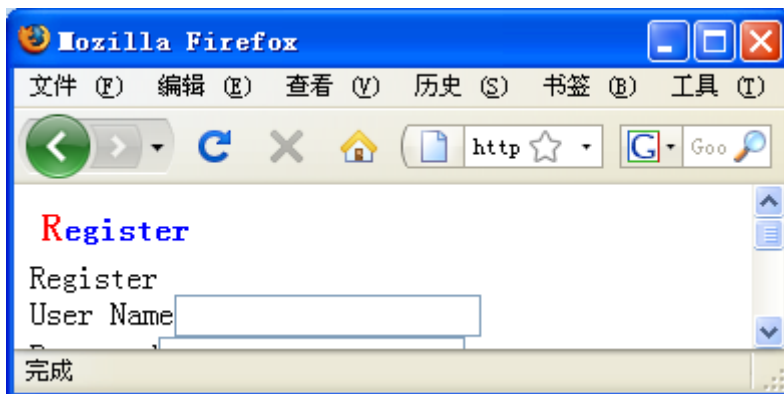 Mozilla Firefox
文件 (F) 编辑 (E) 查看 (V) 历史 (S) 书签 (B) 工具 (T)
http G Goo
Register
Register
User Name
完成